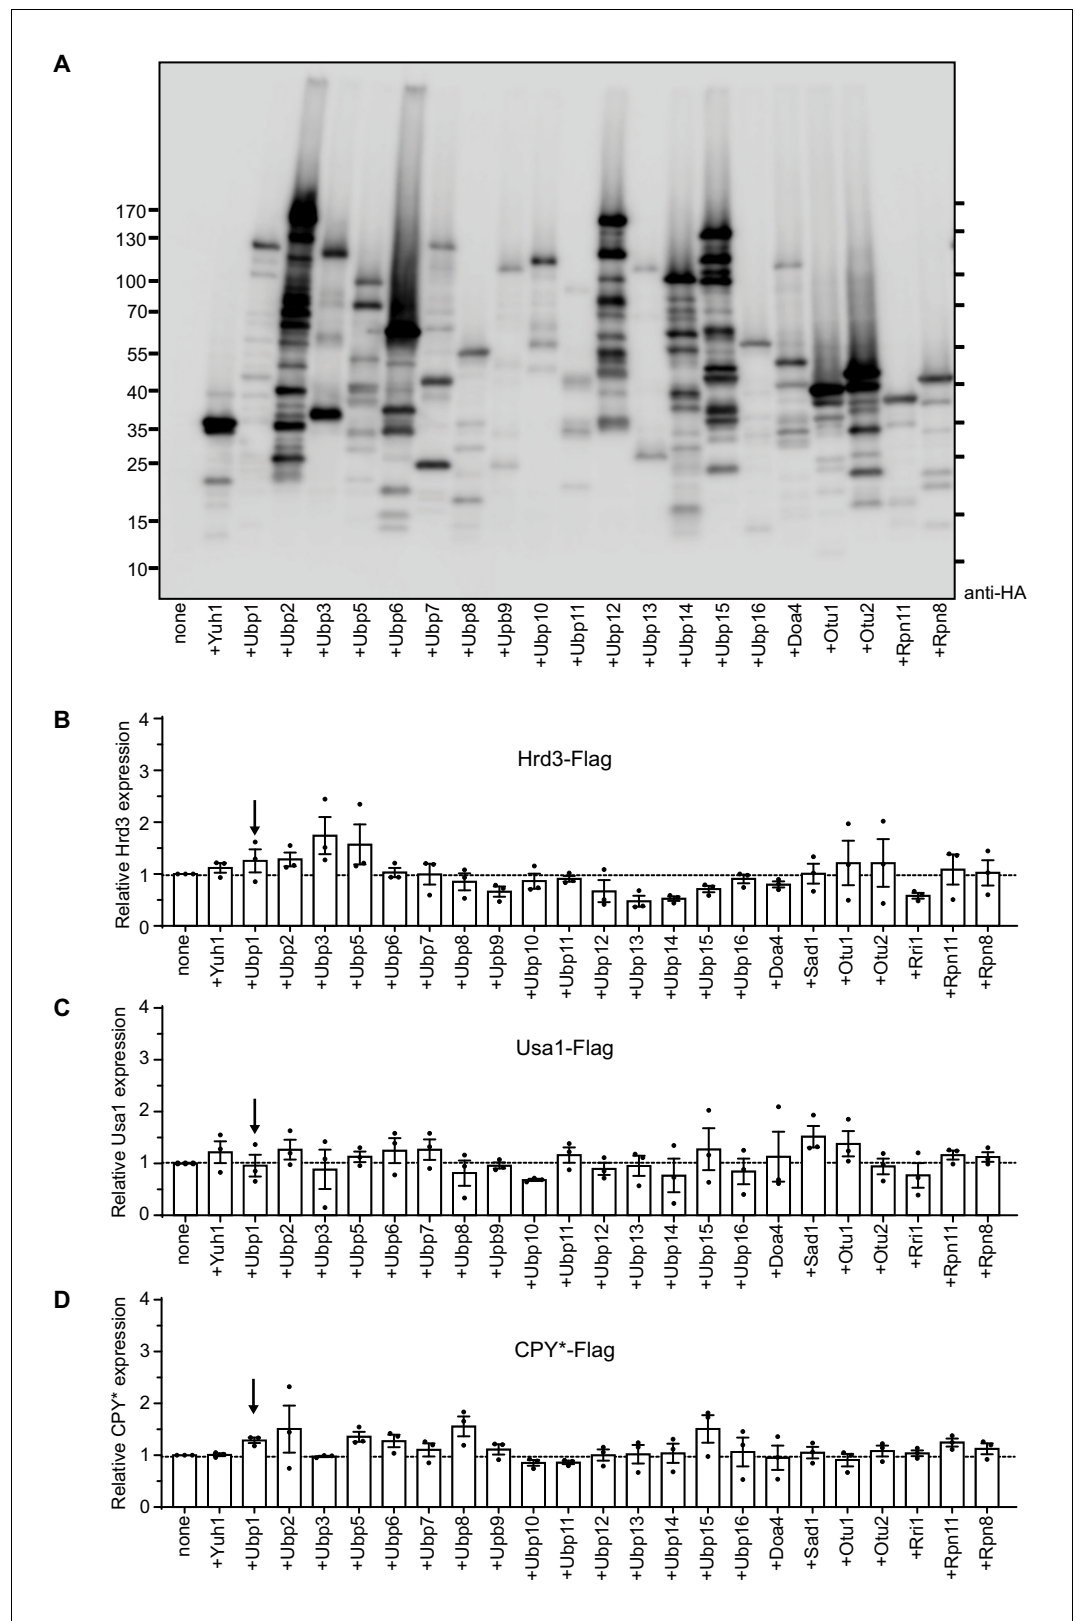 A
170
130
100
70
55
40
35
25
15
10
anti-HA
none
+Yuh1
+Ubp1
+Ubp2
+Ubp3
+Ubp5
+Ubp6
+Ubp7
+Ubp8
+Upb9
+Ubp10
+Ubp11
+Ubp12
+Ubp13
+Ubp14
+Ubp15
+Ubp16
+Doa4
+Otu1
+Otu2
+Rpn11
+Rpn8
B
Relative Hrd3 expression
4
3
2
1
0
Hrd3-Flag
none
+Yuh1
+Ubp1
+Ubp2
+Ubp3
+Ubp5
+Ubp6
+Ubp7
+Ubp8
+Upb9
+Ubp10
+Ubp11
+Ubp12
+Ubp13
+Ubp14
+Ubp15
+Ubp16
+Doa4
+Sad1
+Otu1
+Otu2
+Rri1
+Rpn11
+Rpn8
C
Relative Usa1 expression
4
3
2
1
0
Usa1-Flag
none
+Yuh1
+Ubp1
+Ubp2
+Ubp3
+Ubp5
+Ubp6
+Ubp7
+Ubp8
+Upb9
+Ubp10
+Ubp11
+Ubp12
+Ubp13
+Ubp14
+Ubp15
+Ubp16
+Doa4
+Sad1
+Otu1
+Otu2
+Rri1
+Rpn11
+Rpn8
D
Relative CPY* expression
4
3
2
1
0
CPY*-Flag
none
+Yuh1
+Ubp1
+Ubp2
+Ubp3
+Ubp5
+Ubp6
+Ubp7
+Ubp8
+Upb9
+Ubp10
+Ubp11
+Ubp12
+Ubp13
+Ubp14
+Ubp15
+Ubp16
+Doa4
+Sad1
+Otu1
+Otu2
+Rri1
+Rpn11
+Rpn8